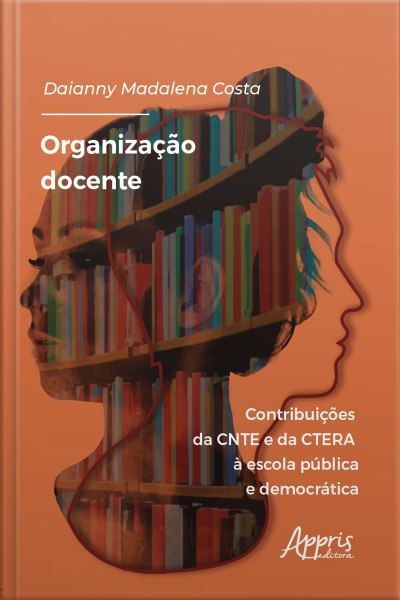 Daianny Madalena Costa
Organização
docente
Contribuições
da CNTE e da CTERA
à escola pública
e democrática
Appris
editora